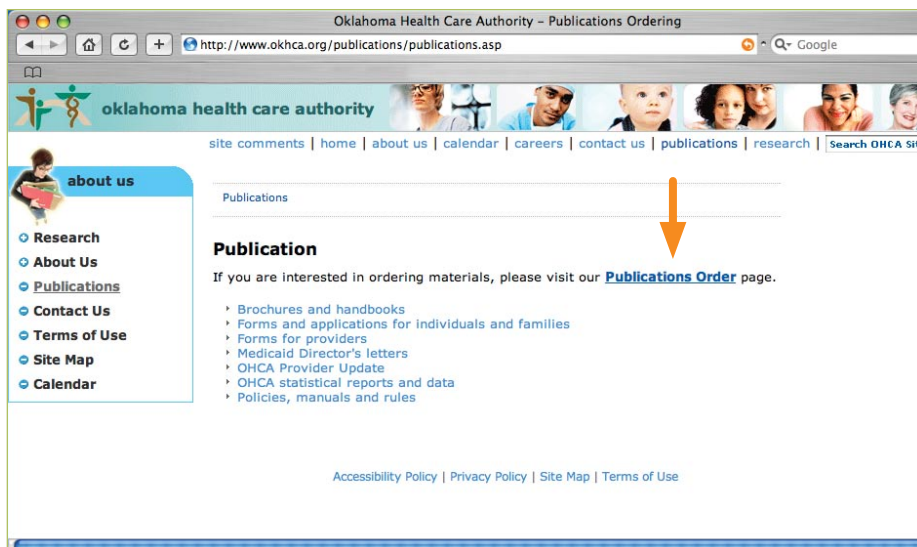 Oklahoma Health Care Authority – Publications Ordering
http://www.okhca.org/publications/publications.asp
Google
oklahoma health care authority
site comments | home | about us | calendar | careers | contact us | publications | research | Search OHCA Sit
about us
Publications
Research
About Us
Publications
Contact Us
Terms of Use
Site Map
Calendar
Publication
If you are interested in ordering materials, please visit our Publications Order page.
Brochures and handbooks
Forms and applications for individuals and families
Forms for providers
Medicaid Director's letters
OHCA Provider Update
OHCA statistical reports and data
Policies, manuals and rules
Accessibility Policy | Privacy Policy | Site Map | Terms of Use